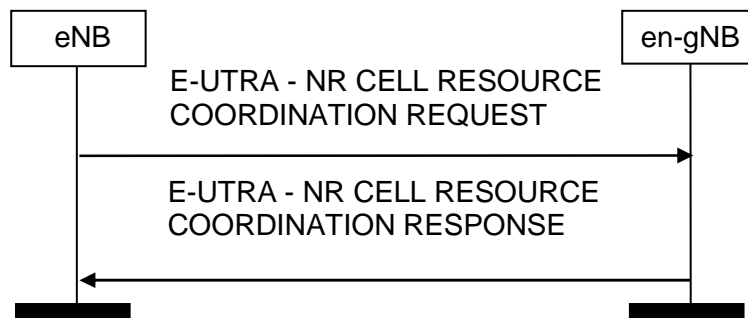 eNB
en-gNB
E-UTRA - NR CELL RESOURCE
COORDINATION REQUEST
E-UTRA - NR CELL RESOURCE
COORDINATION RESPONSE